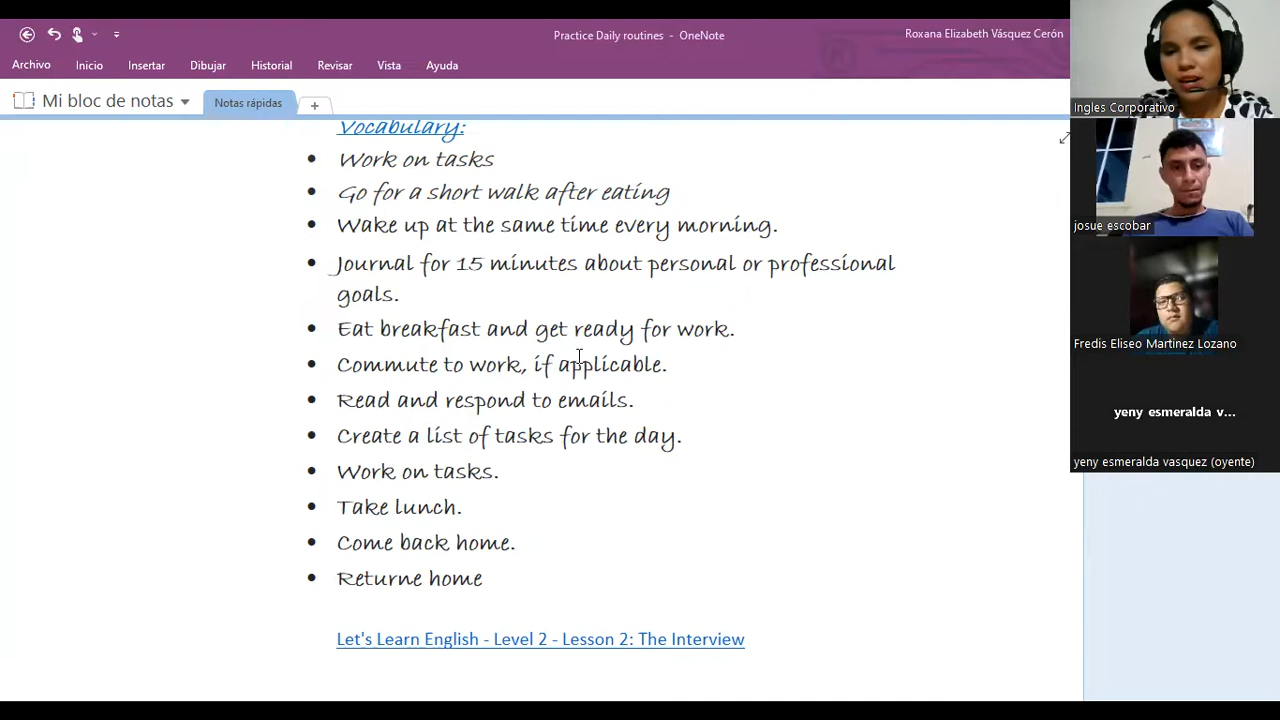 Practice Daily routines - OneNote
Roxana Elizabeth Vásquez Cerón
Archivo Inicio Insertar Dibujar Historial Revisar Vista Ayuda
Mi bloc de notas Notas rápidas +
Vocabulary:
• Work on tasks
• Go for a short walk after eating
• Wake up at the same time every morning.
• Journal for 15 minutes about personal or professional
goals.
• Eat breakfast and get ready for work.
• Commute to work, if applicable.
• Read and respond to emails.
• Create a list of tasks for the day.
• Work on tasks.
• Take lunch.
• Come back home.
• Returne home
Let's Learn English - Level 2 - Lesson 2: The Interview
Ingles Corporativo
josue escobar
Fredis Eliseo Martinez Lozano
yeny esmeralda v...
yeny esmeralda vasquez (oyente)